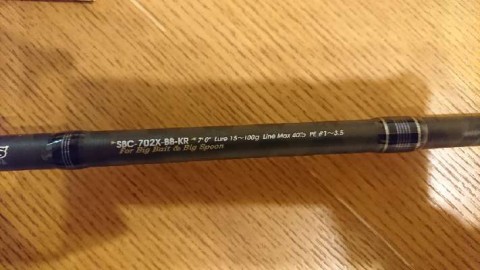 SBC-702X-BB-KR 7'0" Lure 15~100g Line Max 40lb PE #1~3.5
For Big Bait & Big Spoon